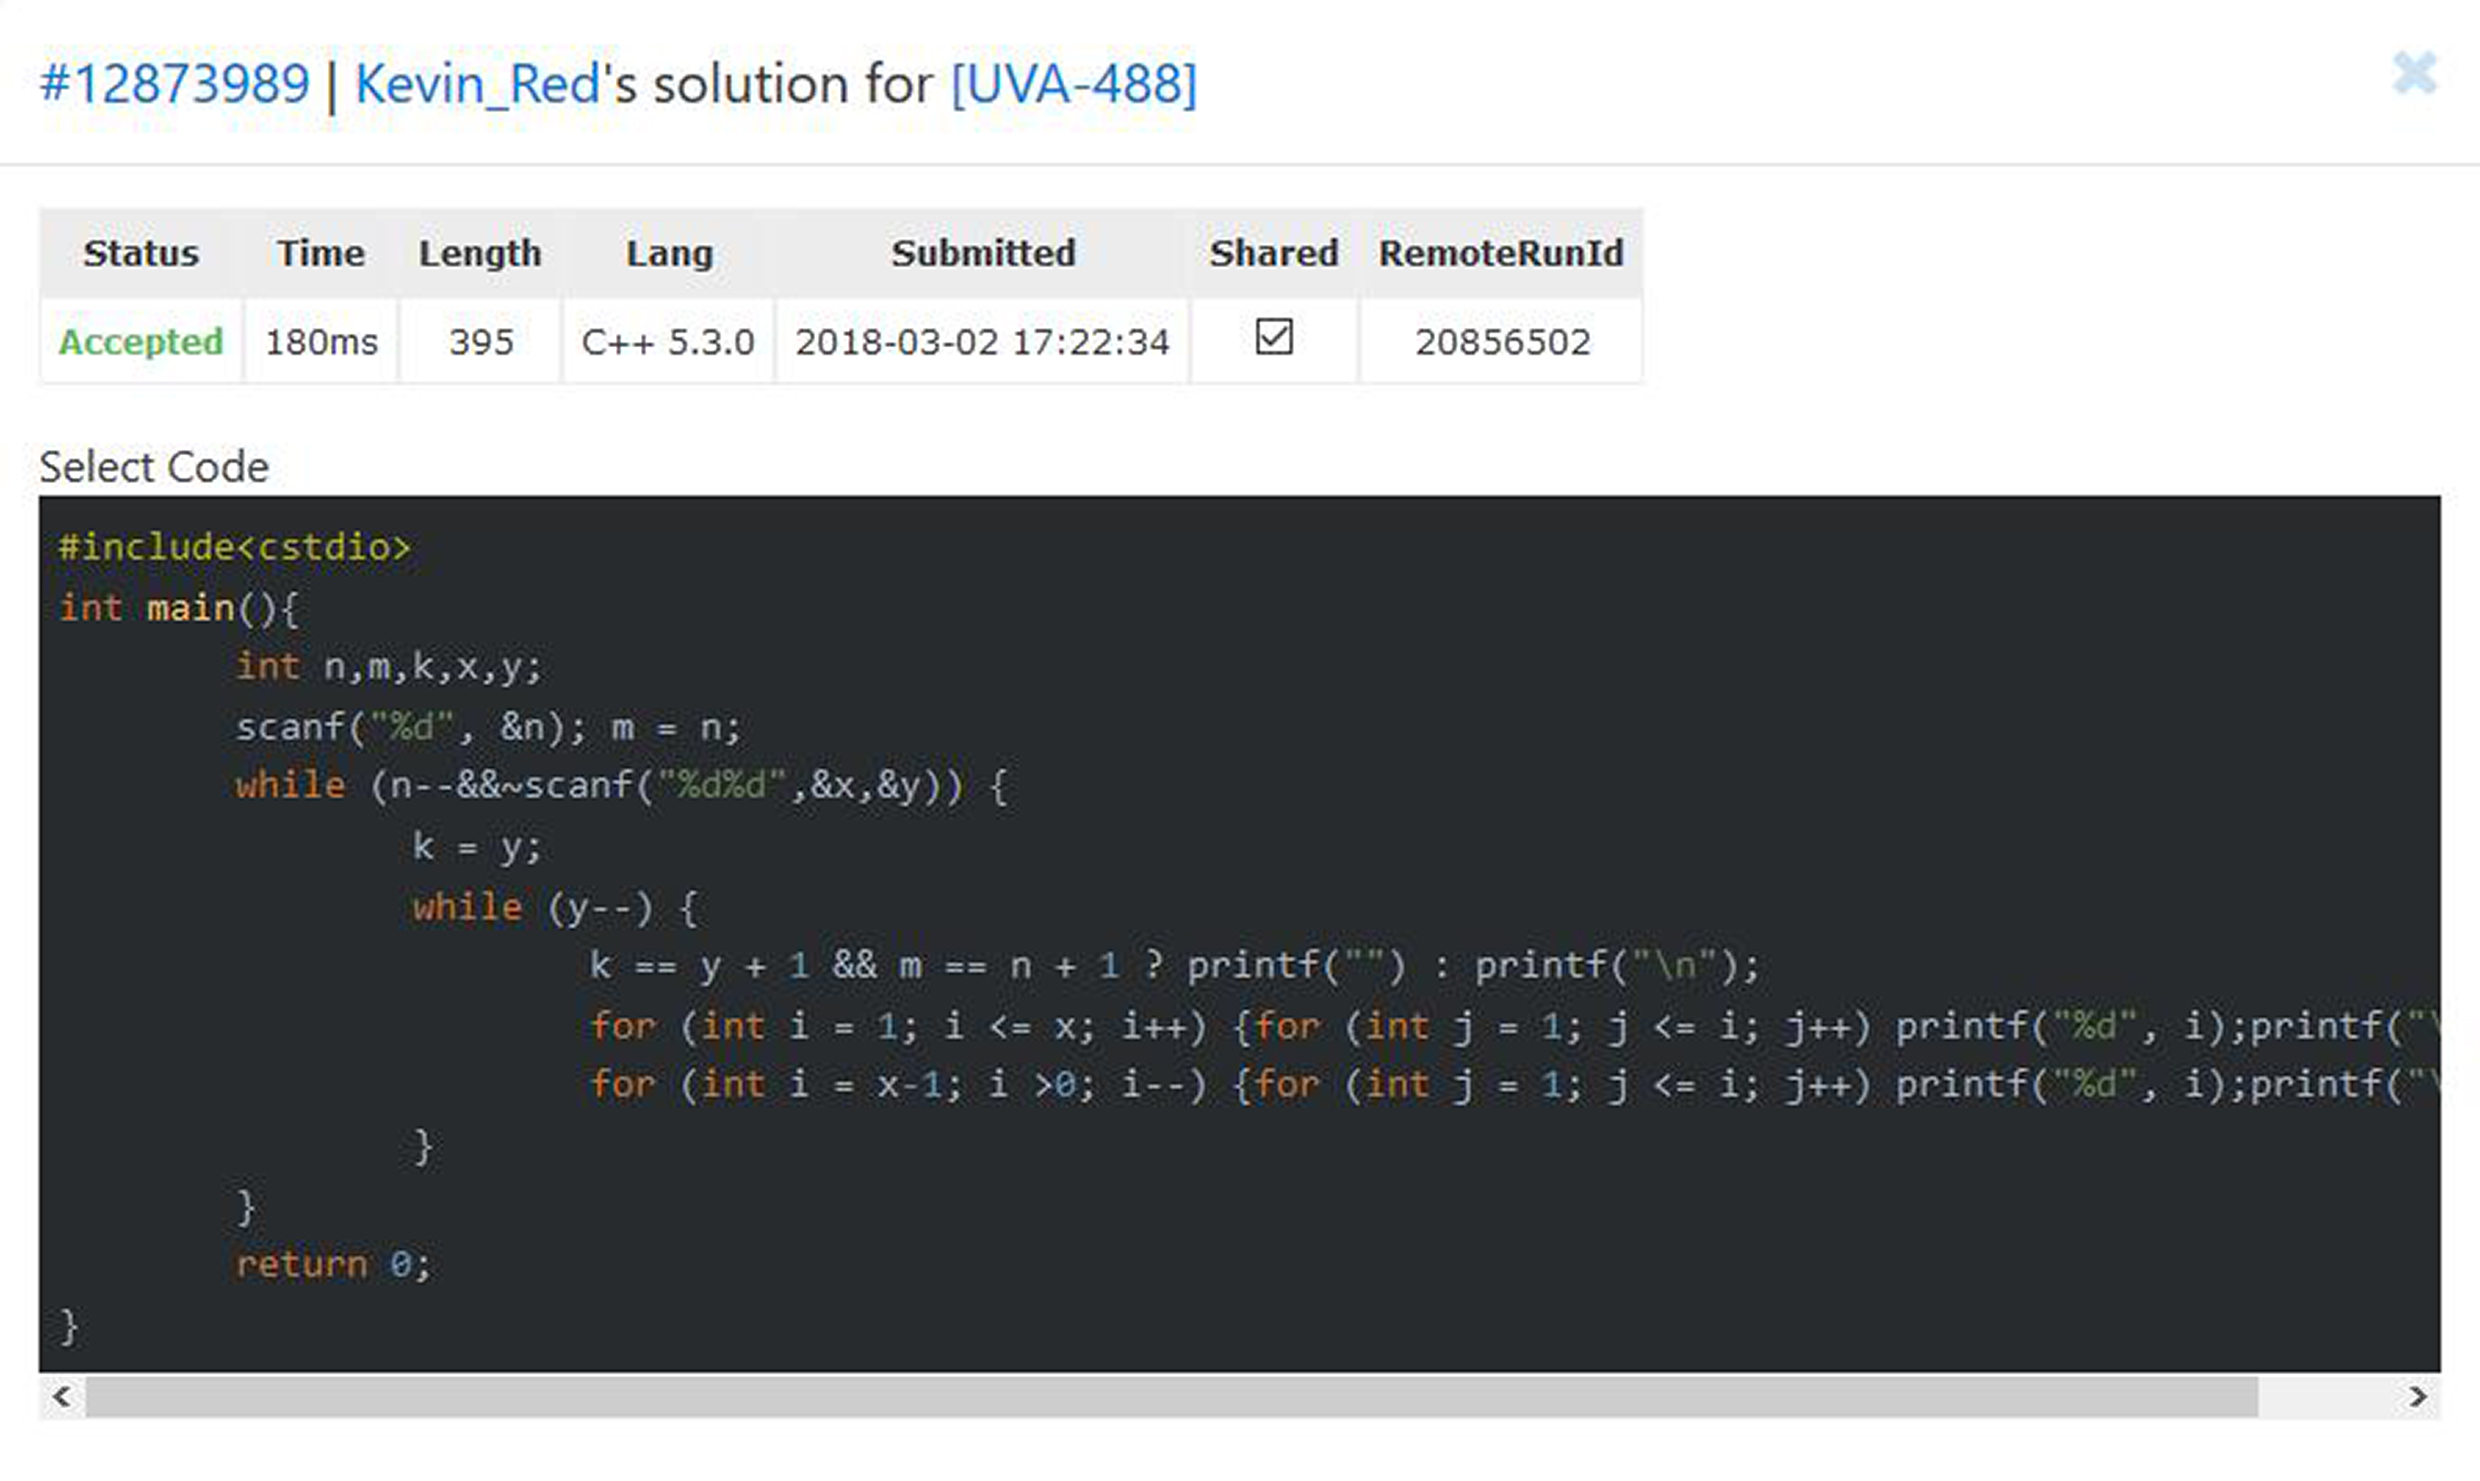 #12873989 | Kevin_Red's solution for [UVA-488]
Status Time Length Lang Submitted Shared RemoteRunId
Accepted 180ms 395 C++ 5.3.0 2018-03-02 17:22:34 20856502
Select Code
#include<cstdio>
int main(){
int n,m,k,x,y;
scanf("%d", &n); m = n;
while (n--&&~scanf("%d%d",&x,&y)) {
k = y;
while (y--) {
k == y + 1 && m == n + 1 ? printf("") : printf("\n");
for (int i = 1; i <= x; i++) {for (int j = 1; j <= i; j++) printf("%d", i);printf("\
for (int i = x-1; i >0; i--) {for (int j = 1; j <= i; j++) printf("%d", i);printf("\
}
}
return 0;
}